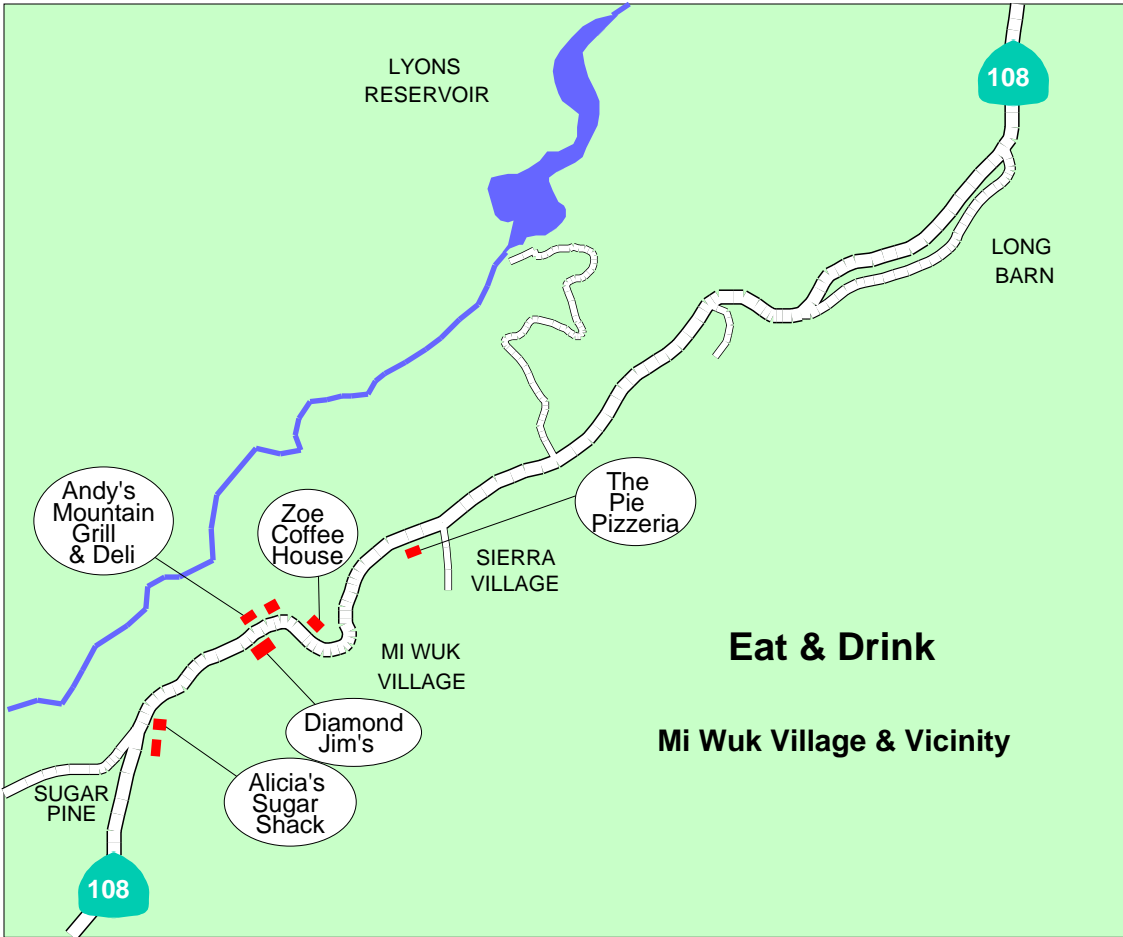 LYONS
RESERVOIR
108
LONG
BARN
Andy's
Mountain
Grill
& Deli
Zoe
Coffee
House
The
Pie
Pizzeria
SIERRA
VILLAGE
MI WUK
VILLAGE
Eat & Drink
Mi Wuk Village & Vicinity
Diamond
Jim's
Alicia's
Sugar
Shack
SUGAR
PINE
108